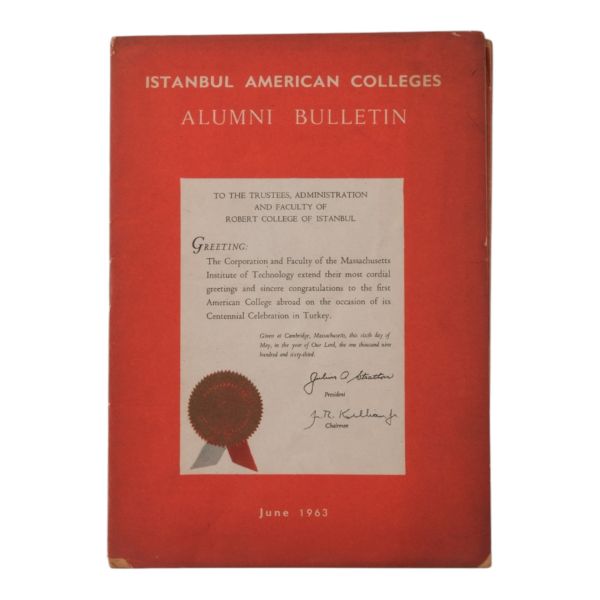 ISTANBUL AMERICAN COLLEGES
ALUMNI BULLETIN
TO THE TRUSTEES, ADMINISTRATION
AND FACULTY OF
ROBERT COLLEGE OF ISTANBUL
GREETING:
The Corporation and Faculty of the Massachusetts
Institute of Technology extend their most cordial
greetings and sincere congratulations to the first
American College abroad on the occasion of its
Centennial Celebration in Turkey.
Given at Cambridge, Massachusetts, this sixth day of
May, in the year of Our Lord, the one thousand nine
hundred and sixty-third.
Julius A Stratton
President
J. R. Killian Jr
Chairman
June 1963